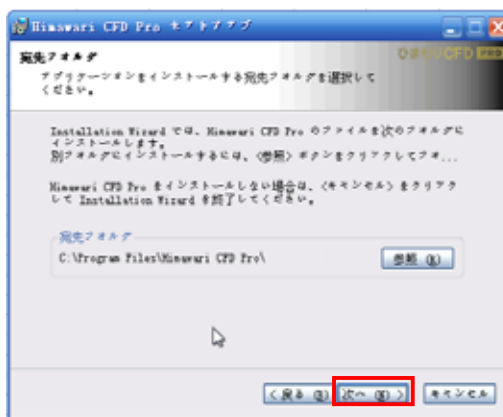 Himawari CFD Pro セットアップ
宛先フォルダ
ひまわりCFD PRO
アプリケーションをインストールする宛先フォルダを選択して
ください。
Installation Wizard では、Himawari CFD Pro のファイルを次のフォルダに
インストールします。
別フォルダにインストールするには、<参照> ボタンをクリックしてフォ...
Himawari CFD Pro をインストールしない場合は、<キャンセル> をクリック
して Installation Wizard を終了してください。
宛先フォルダ
C:\Program Files\Himawari CFD Pro\
参照 (R)
< 戻る (B) 次へ (N) > キャンセル